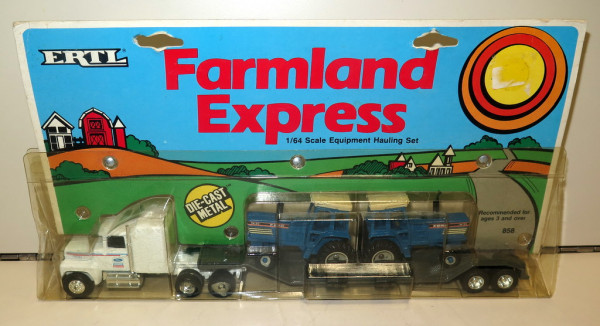 ERTL
Farmland
Express
1/64 Scale Equipment Hauling Set
DIE-CAST
METAL
Recommended for
ages 3 and over
858